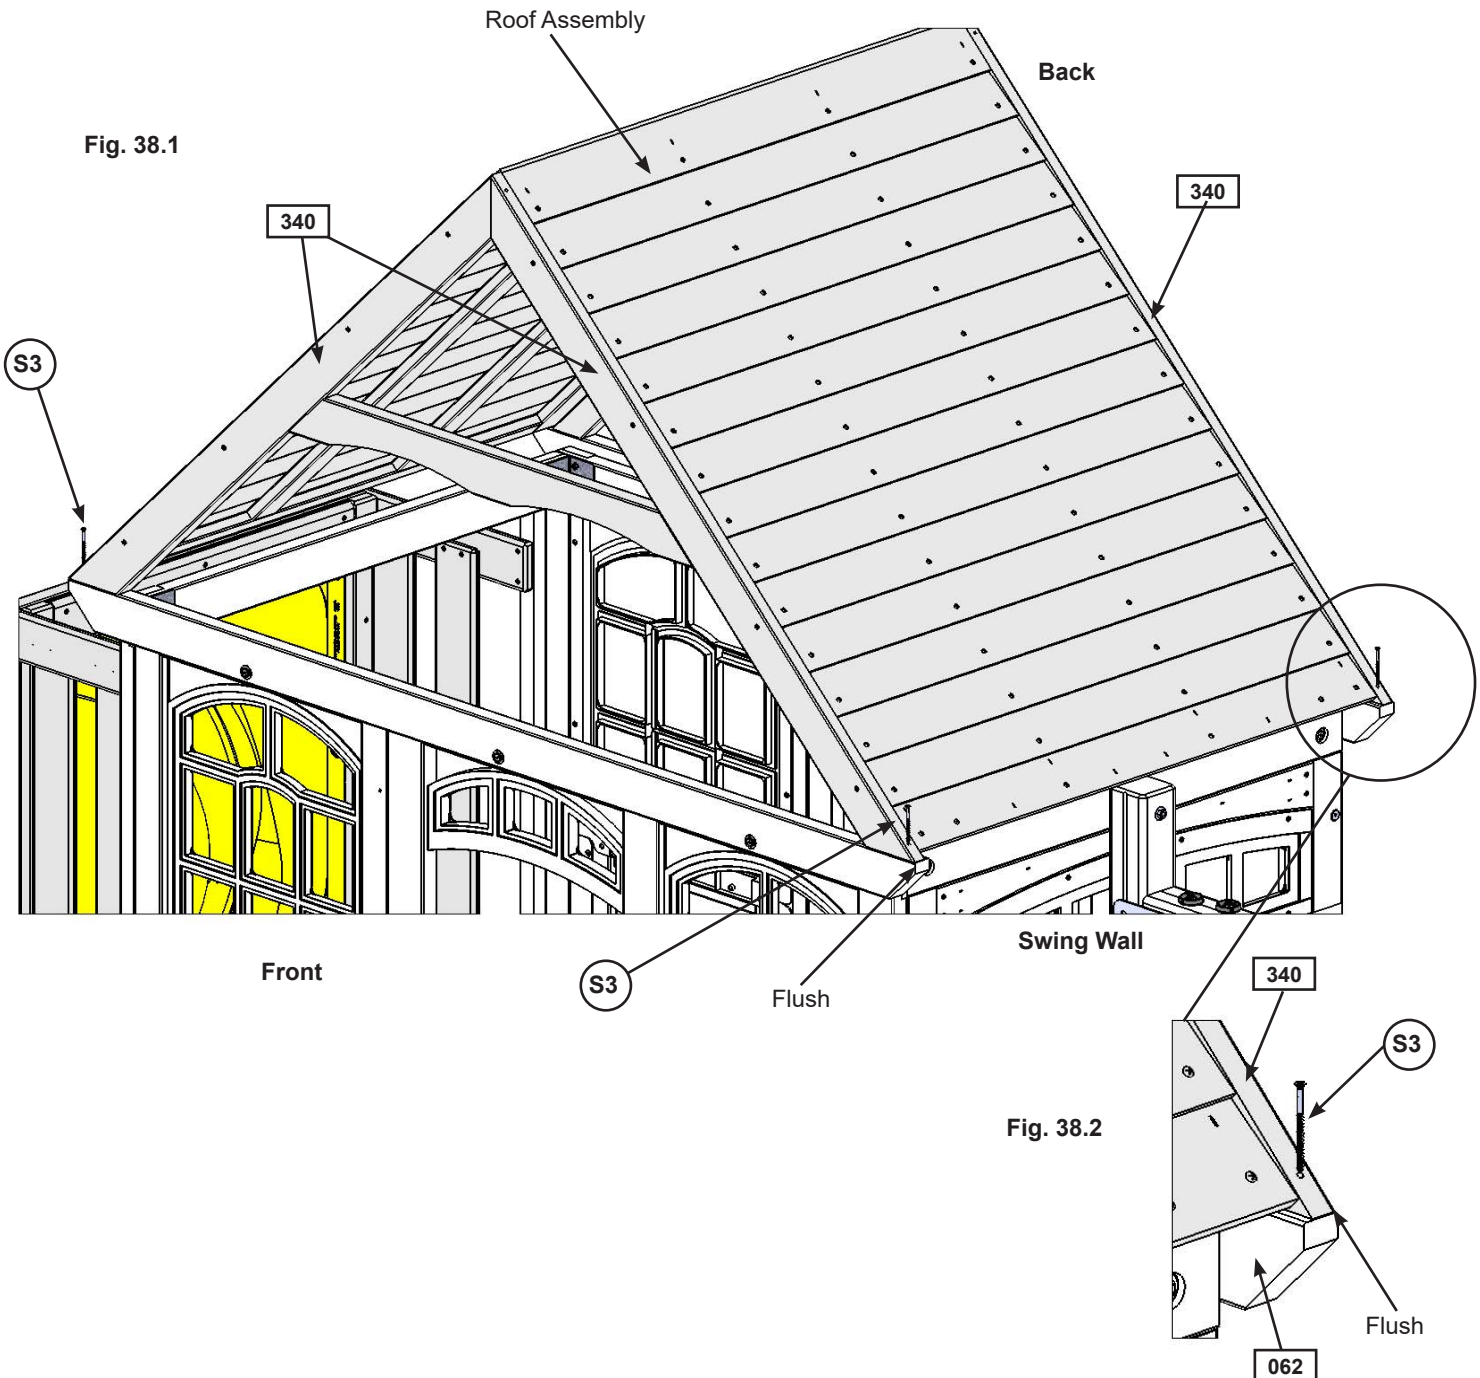 Roof Assembly
Back
Fig. 38.1
340
340
S3
Swing Wall
Front
S3
Flush
340
S3
Fig. 38.2
Flush
062